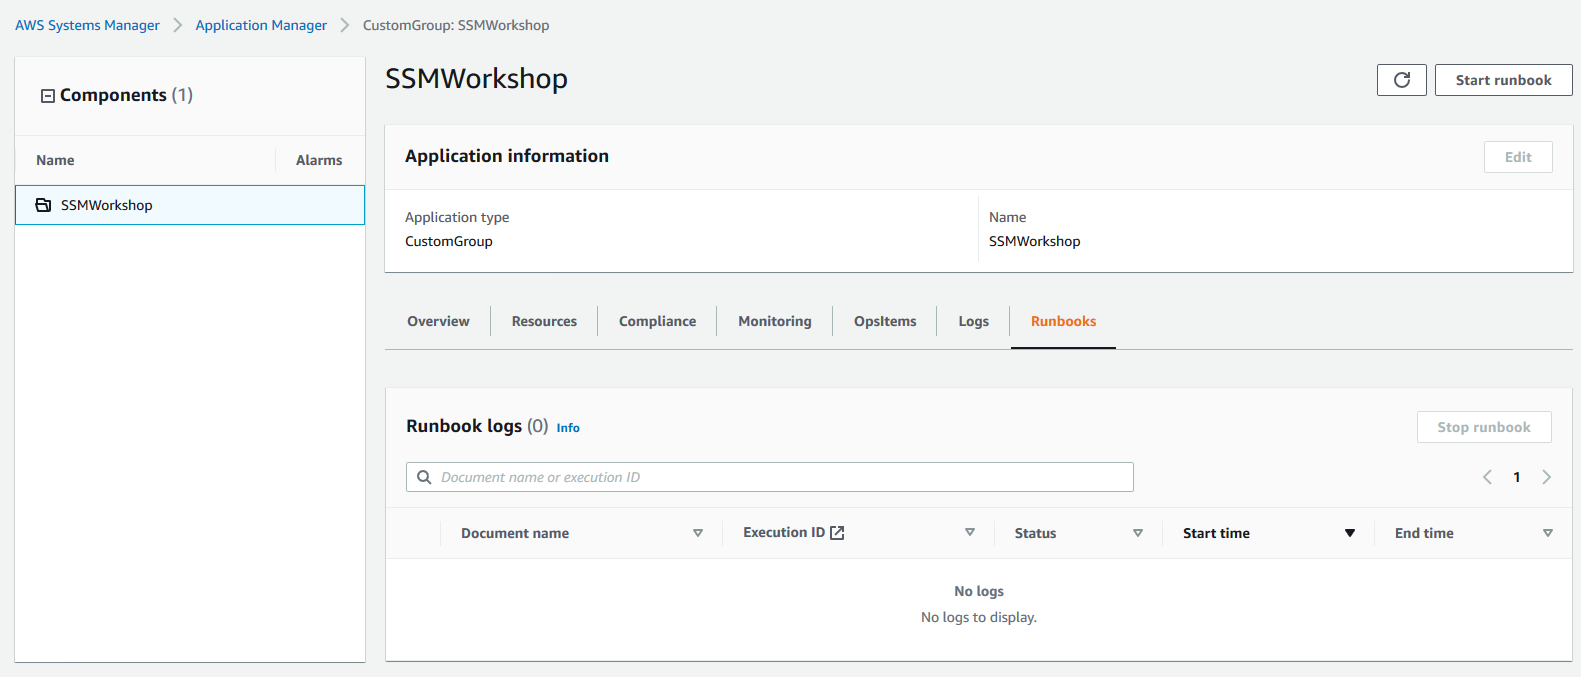 AWS Systems Manager > Application Manager > CustomGroup: SSMWorkshop
Components (1)
Name Alarms
SSMWorkshop
SSMWorkshop
Start runbook
Application information
Edit
Application type
CustomGroup
Name
SSMWorkshop
Overview Resources Compliance Monitoring OpsItems Logs Runbooks
Runbook logs (0) Info
Stop runbook
Document name or execution ID
1
Document name Execution ID Status Start time End time
No logs
No logs to display.